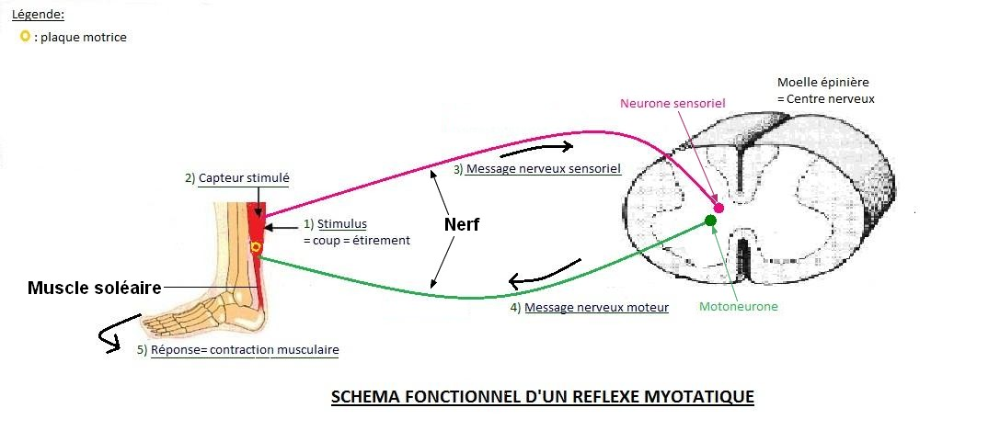 Légende:
: plaque motrice
Moelle épinière
= Centre nerveux
Neurone sensoriel
3) Message nerveux sensoriel
2) Capteur stimulé
1) Stimulus
= coup = étirement
Nerf
Muscle soléaire
4) Message nerveux moteur
Motoneurone
5) Réponse= contraction musculaire
SCHEMA FONCTIONNEL D'UN REFLEXE MYOTATIQUE